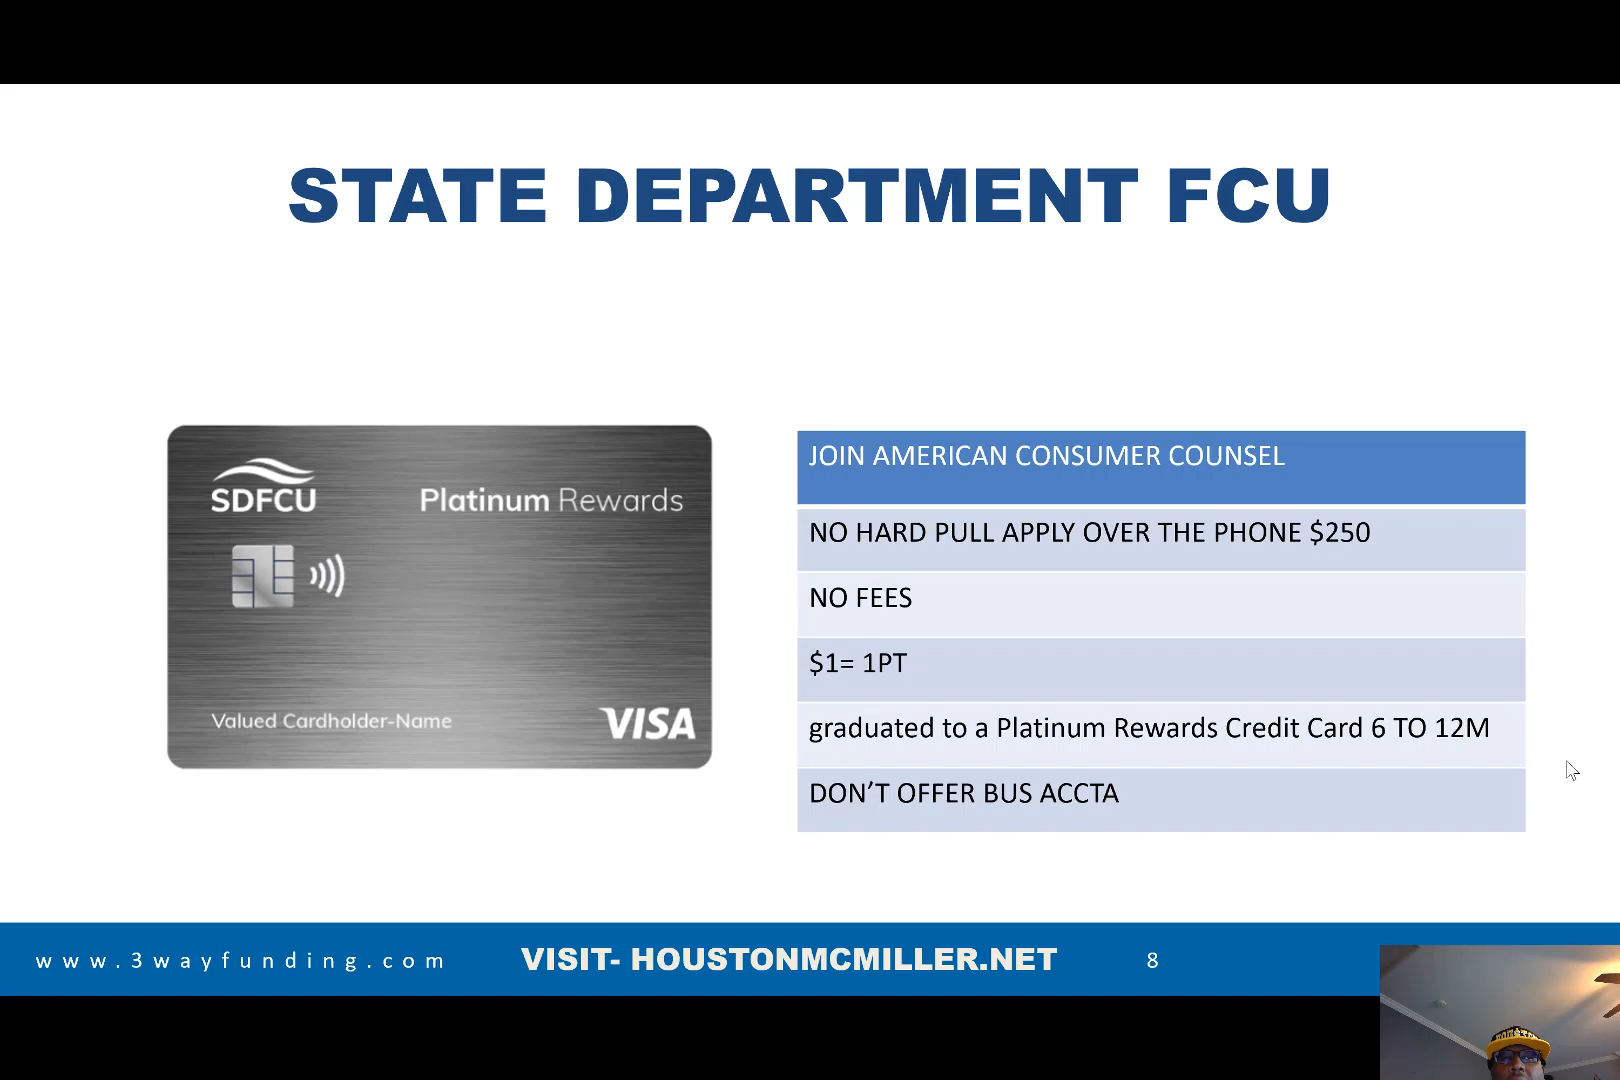 STATE DEPARTMENT FCU
SDFCU
Platinum Rewards
Valued Cardholder-Name
VISA
JOIN AMERICAN CONSUMER COUNSEL
NO HARD PULL APPLY OVER THE PHONE $250
NO FEES
$1= 1PT
graduated to a Platinum Rewards Credit Card 6 TO 12M
DON’T OFFER BUS ACCTA
www.3wayfunding.com
VISIT- HOUSTONMCMILLER.NET
8